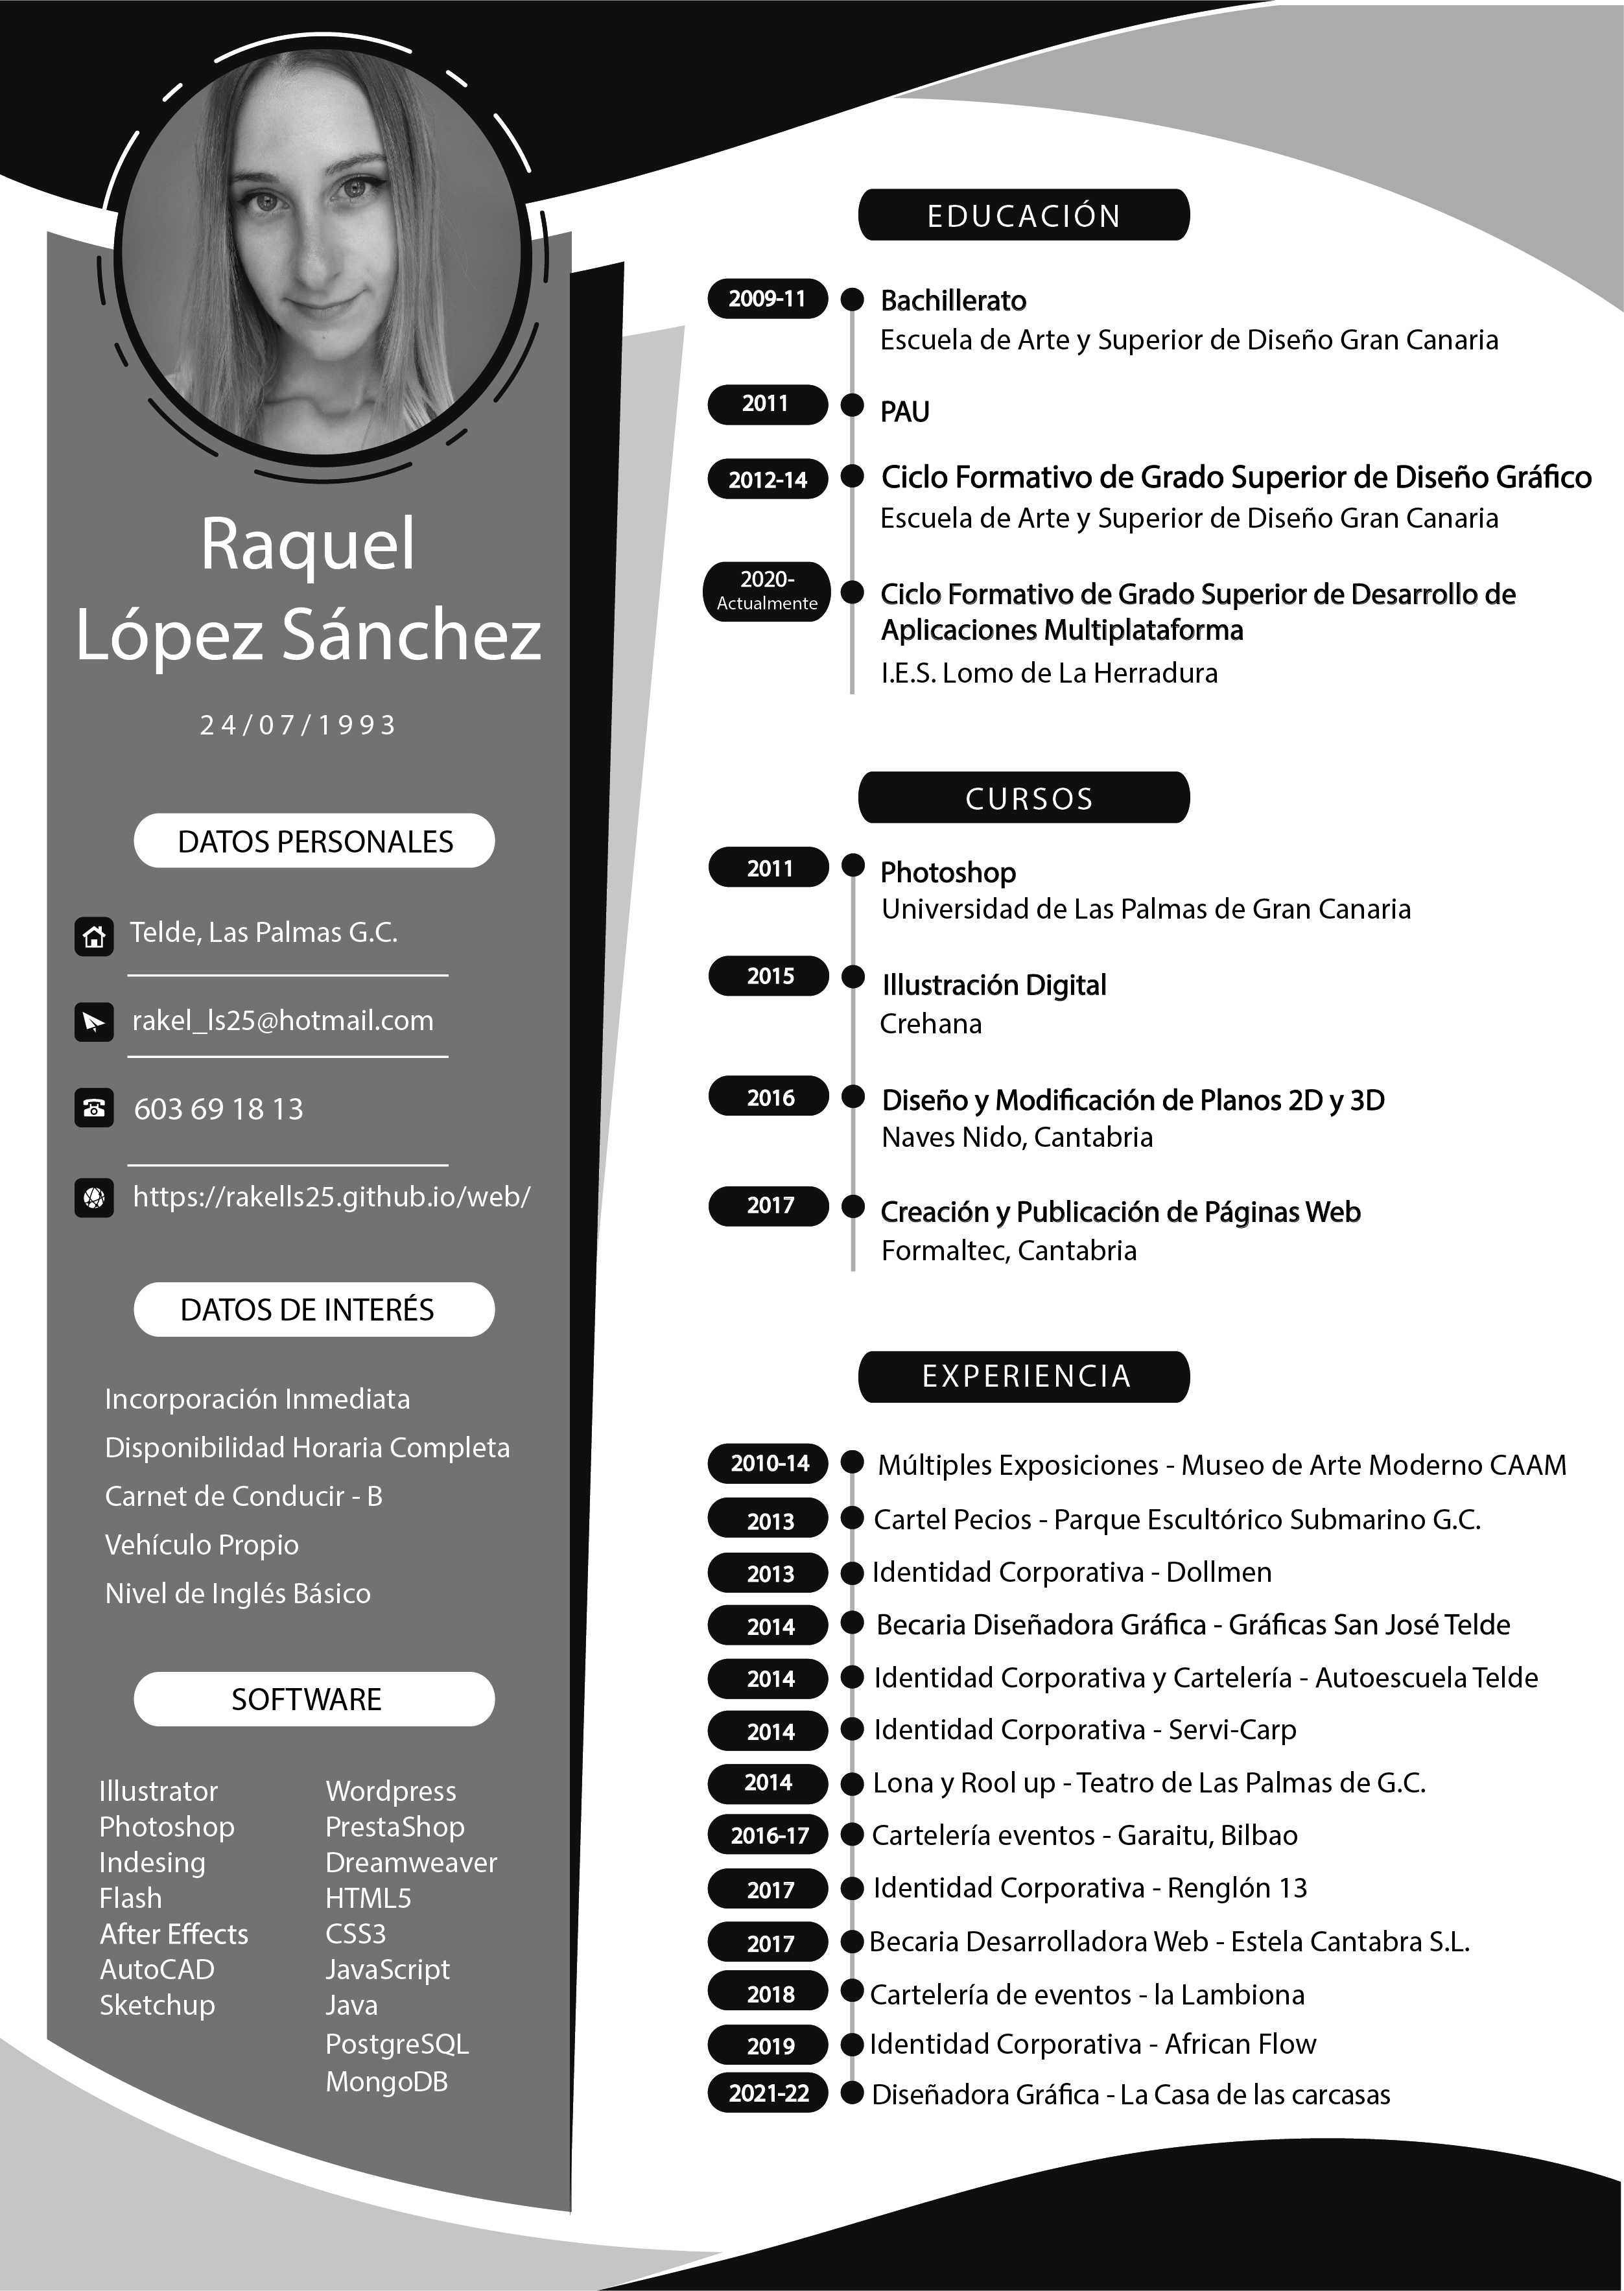 Raquel
López Sánchez
24/07/1993
DATOS PERSONALES
Telde, Las Palmas G.C.
rakel_ls25@hotmail.com
603 69 18 13
https://rakells25.github.io/web/
DATOS DE INTERÉS
Incorporación Inmediata
Disponibilidad Horaria Completa
Carnet de Conducir - B
Vehículo Propio
Nivel de Inglés Básico
SOFTWARE
Illustrator
Photoshop
Indesing
Flash
After Effects
AutoCAD
Sketchup
Wordpress
PrestaShop
Dreamweaver
HTML5
CSS3
JavaScript
Java
PostgreSQL
MongoDB
EDUCACIÓN
2009-11 Bachillerato
Escuela de Arte y Superior de Diseño Gran Canaria
2011 PAU
2012-14 Ciclo Formativo de Grado Superior de Diseño Gráfico
Escuela de Arte y Superior de Diseño Gran Canaria
2020-
Actualmente
Ciclo Formativo de Grado Superior de Desarrollo de
Aplicaciones Multiplataforma
I.E.S. Lomo de La Herradura
CURSOS
2011 Photoshop
Universidad de Las Palmas de Gran Canaria
2015 Illustración Digital
Crehana
2016 Diseño y Modificación de Planos 2D y 3D
Naves Nido, Cantabria
2017 Creación y Publicación de Páginas Web
Formaltec, Cantabria
EXPERIENCIA
2010-14 Múltiples Exposiciones - Museo de Arte Moderno CAAM
2013 Cartel Pecios - Parque Escultórico Submarino G.C.
2013 Identidad Corporativa - Dollmen
2014 Becaria Diseñadora Gráfica - Gráficas San José Telde
2014 Identidad Corporativa y Cartelería - Autoescuela Telde
2014 Identidad Corporativa - Servi-Carp
2014 Lona y Rool up - Teatro de Las Palmas de G.C.
2016-17 Cartelería eventos - Garaitu, Bilbao
2017 Identidad Corporativa - Renglón 13
2017 Becaria Desarrolladora Web - Estela Cantabra S.L.
2018 Cartelería de eventos - la Lambiona
2019 Identidad Corporativa - African Flow
2021-22 Diseñadora Gráfica - La Casa de las carcasas